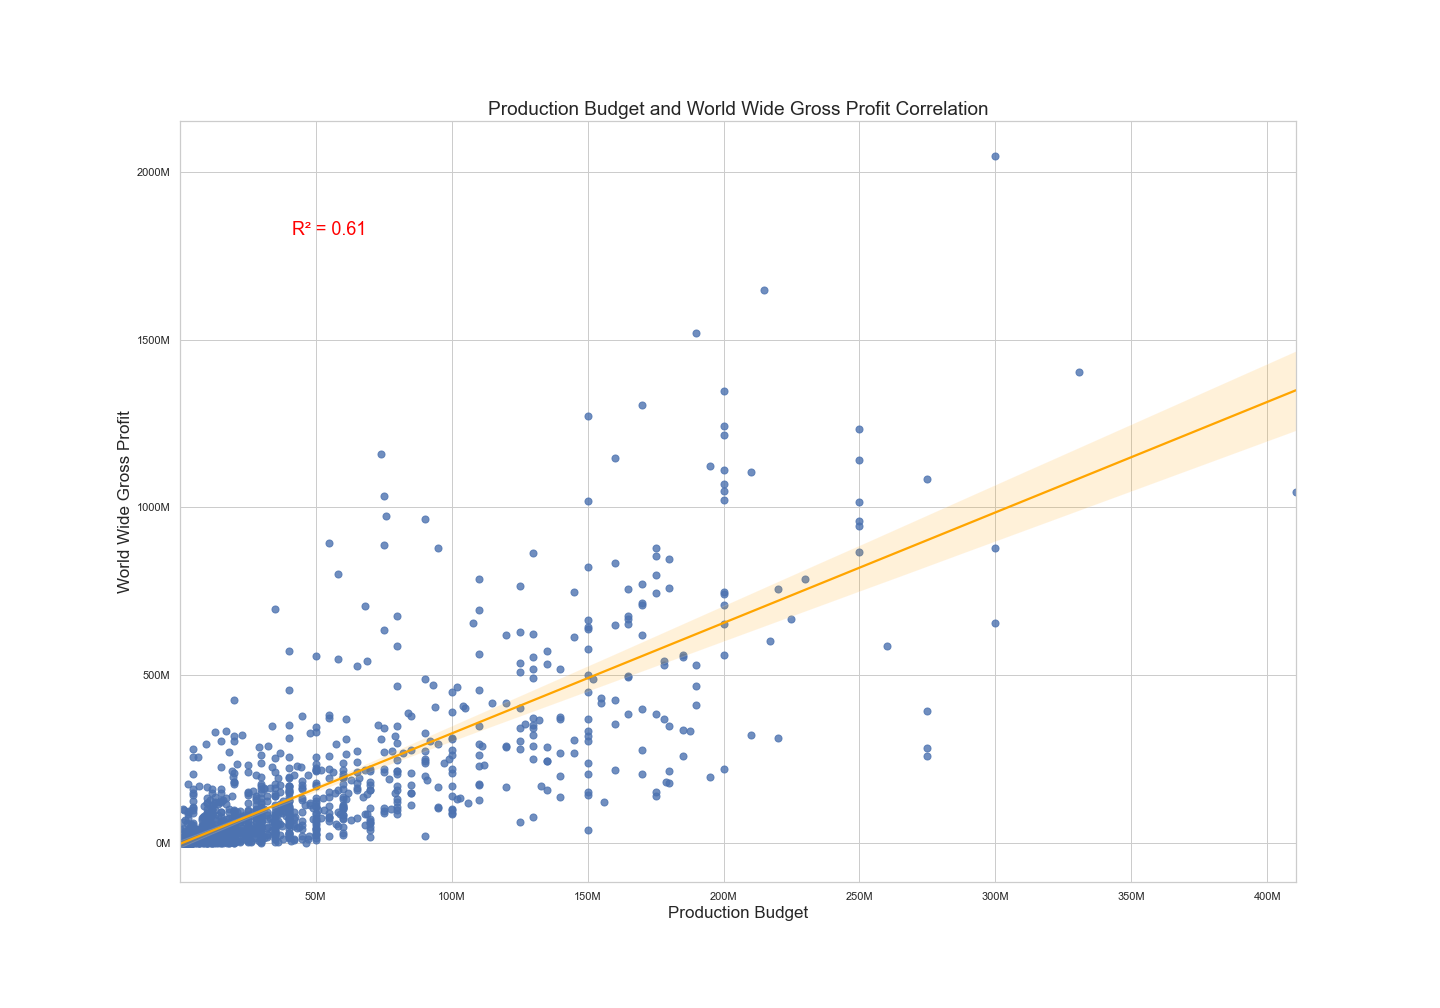 Production Budget and World Wide Gross Profit Correlation
2000M
R² = 0.61
1500M
World Wide Gross Profit
1000M
500M
0M
50M
100M
150M
200M
250M
300M
350M
400M
Production Budget